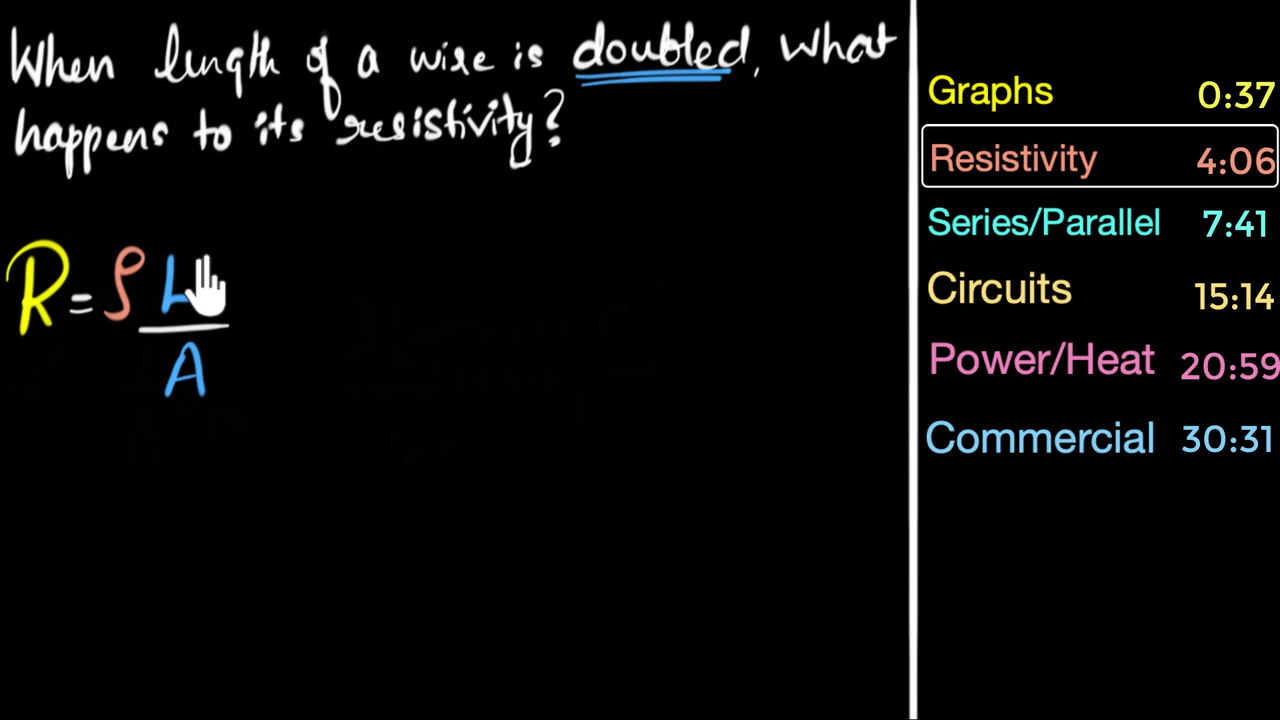 When length of a wire is doubled, what
happens to its resistivity?
R = ρ L
A
Graphs 0:37
Resistivity 4:06
Series/Parallel 7:41
Circuits 15:14
Power/Heat 20:59
Commercial 30:31